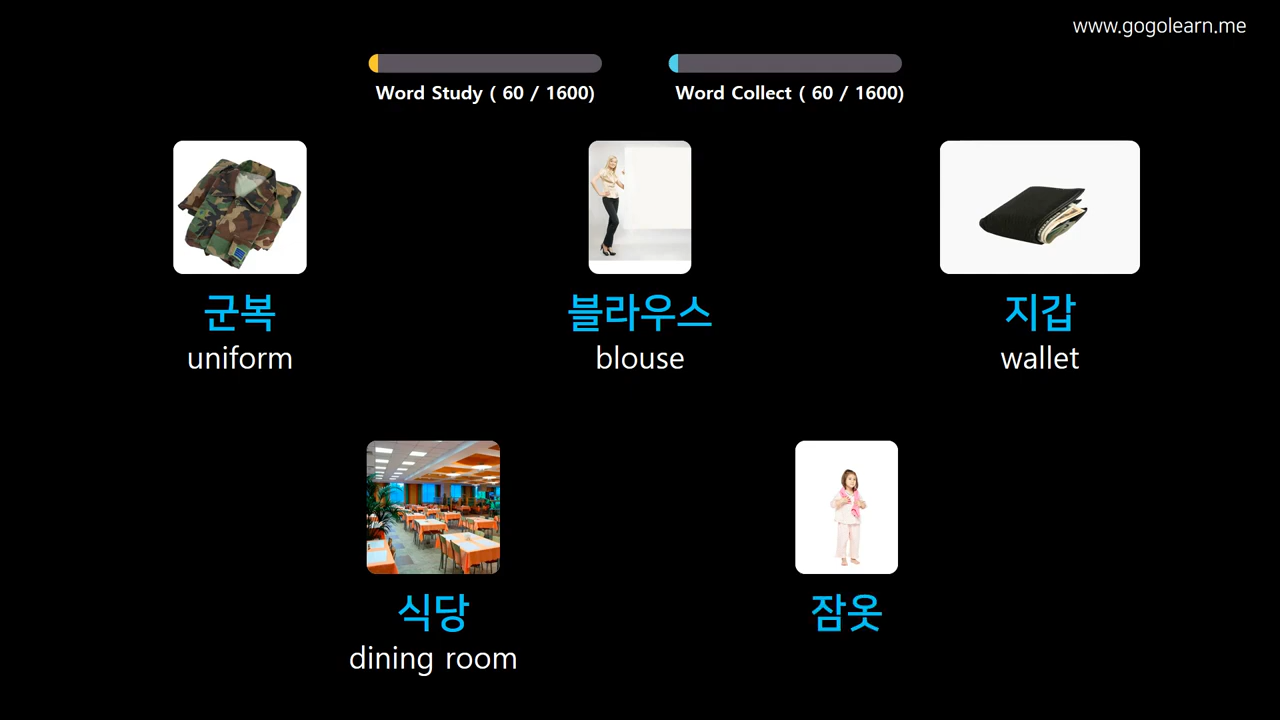 www.gogolearn.me
Word Study ( 60 / 1600)
Word Collect ( 60 / 1600)
군복
uniform
블라우스
blouse
지갑
wallet
식당
dining room
잠옷